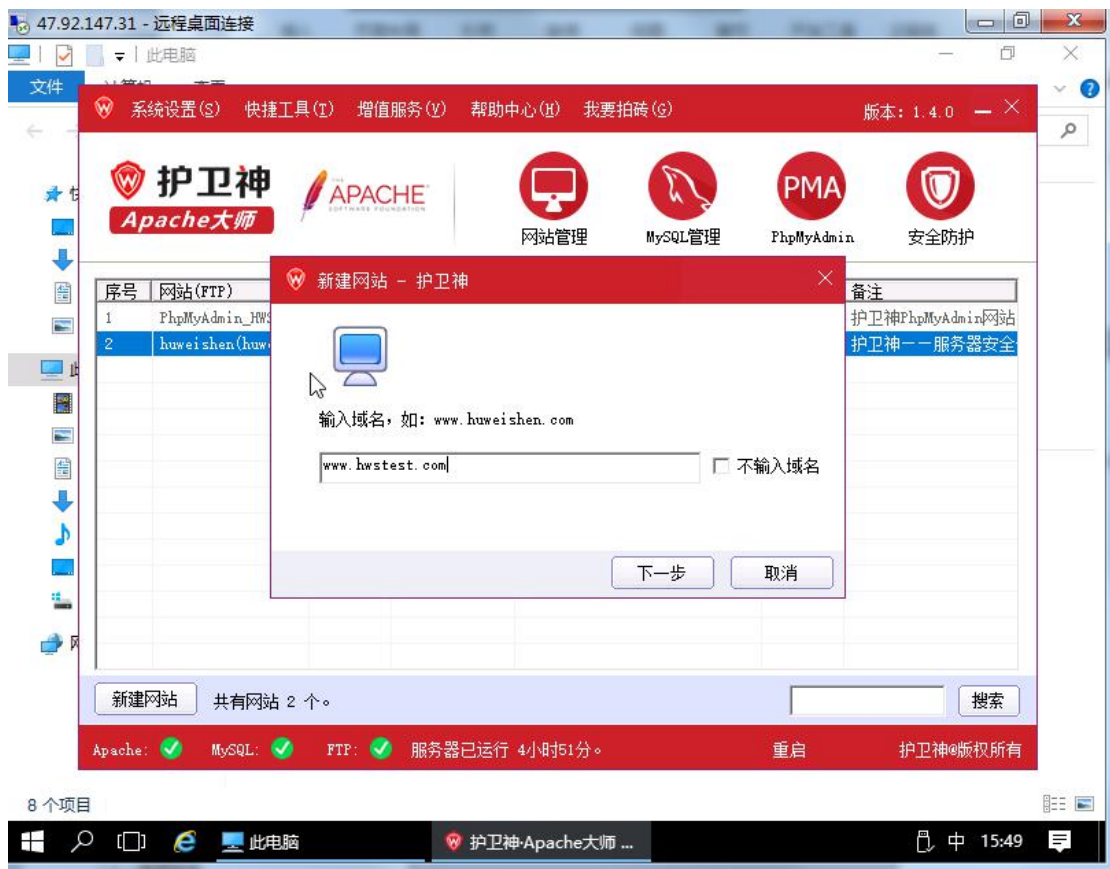 47.92.147.31 - 远程桌面连接
此电脑
文件
系统设置(S) 快捷工具(T) 增值服务(V) 帮助中心(H) 我要拍砖(G) 版本: 1.4.0
护卫神
Apache大师
THE
APACHE
SOFTWARE FOUNDATION
PMA
网站管理 MySQL管理 PhpMyAdmin 安全防护
新建网站 - 护卫神
序号 网站(FTP) 备注
1 PhpMyAdmin_HWS 护卫神PhpMyAdmin网站
2 huweishen(huw 护卫神——服务器安全
输入域名，如: www.huweishen.com
www.hwstest.com 不输入域名
下一步 取消
新建网站 共有网站 2 个。 搜索
Apache: MySQL: FTP: 服务器已运行 4小时51分。 重启 护卫神@版权所有
8 个项目
此电脑 护卫神·Apache大师 ... 中 15:49